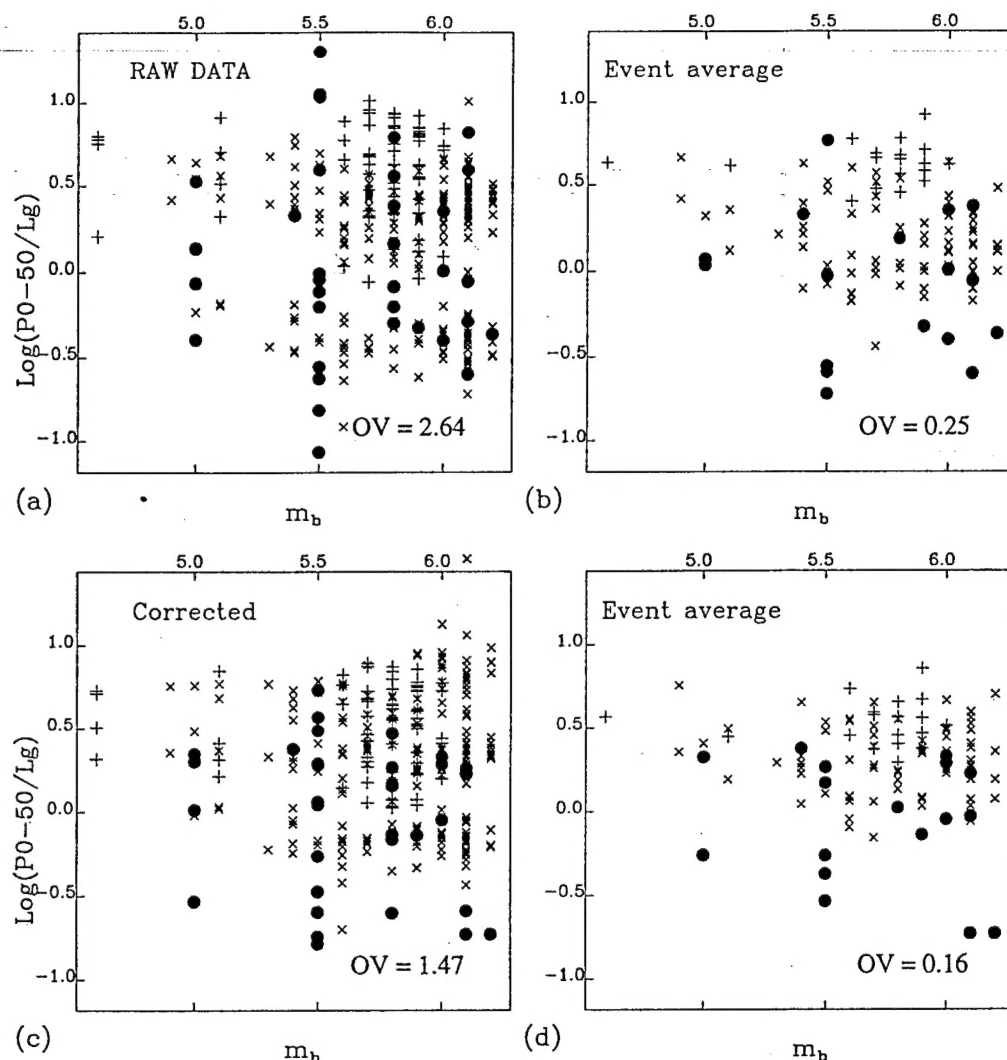 5.0 5.5 6.0
5.0 5.5 6.0
RAW DATA
Event average
1.0
0.5
0.0
-0.5
-1.0
Log(P0-50/Lg)
OV = 2.64
1.0
0.5
0.0
-0.5
-1.0
OV = 0.25
(a)
(b)
m_b
m_b
5.0 5.5 6.0
5.0 5.5 6.0
Corrected
Event average
1.0
0.5
0.0
-0.5
-1.0
Log(P0-50/Lg)
OV = 1.47
1.0
0.5
0.0
-0.5
-1.0
OV = 0.16
(c)
(d)
m_b
m_b